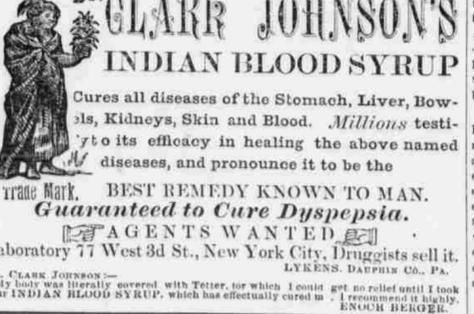 CLARK JOHNSON'S
INDIAN BLOOD SYRUP
Cures all diseases of the Stomach, Liver, Bow-
els, Kidneys, Skin and Blood. Millions testi-
to its efficacy in healing the above named
diseases, and pronounce it to be the
BEST REMEDY KNOWN TO MAN.
Trade Mark.
Guaranteed to Cure Dyspepsia.
AGENTS WANTED
aboratory 77 West 3d St., New York City, Druggists sell it.
LYKENS, DAUPHIN CO., PA.
. CLARK JOHNSON:—
ly body was literally covered with Tetter, for which I could get no relief until I took
ur INDIAN BLOOD SYRUP, which has effectually cured m . I recommend it highly.
ENOCH BERGER.